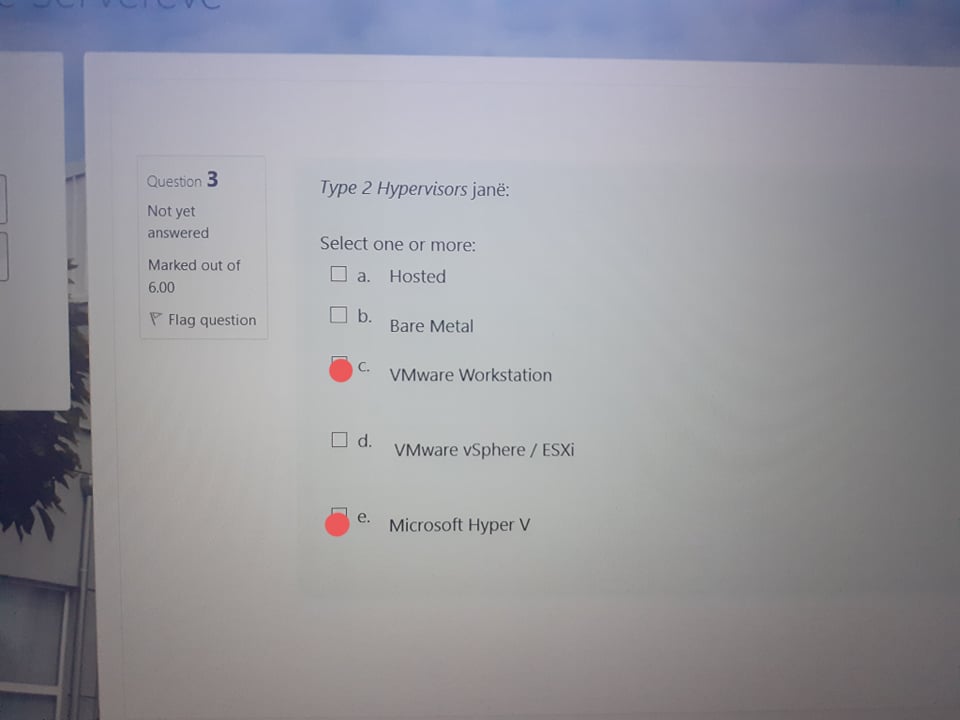 Question 3
Not yet
answered
Marked out of
6.00
Flag question
Type 2 Hypervisors janë:
Select one or more:
a. Hosted
b. Bare Metal
c. VMware Workstation
d. VMware vSphere / ESXi
e. Microsoft Hyper V